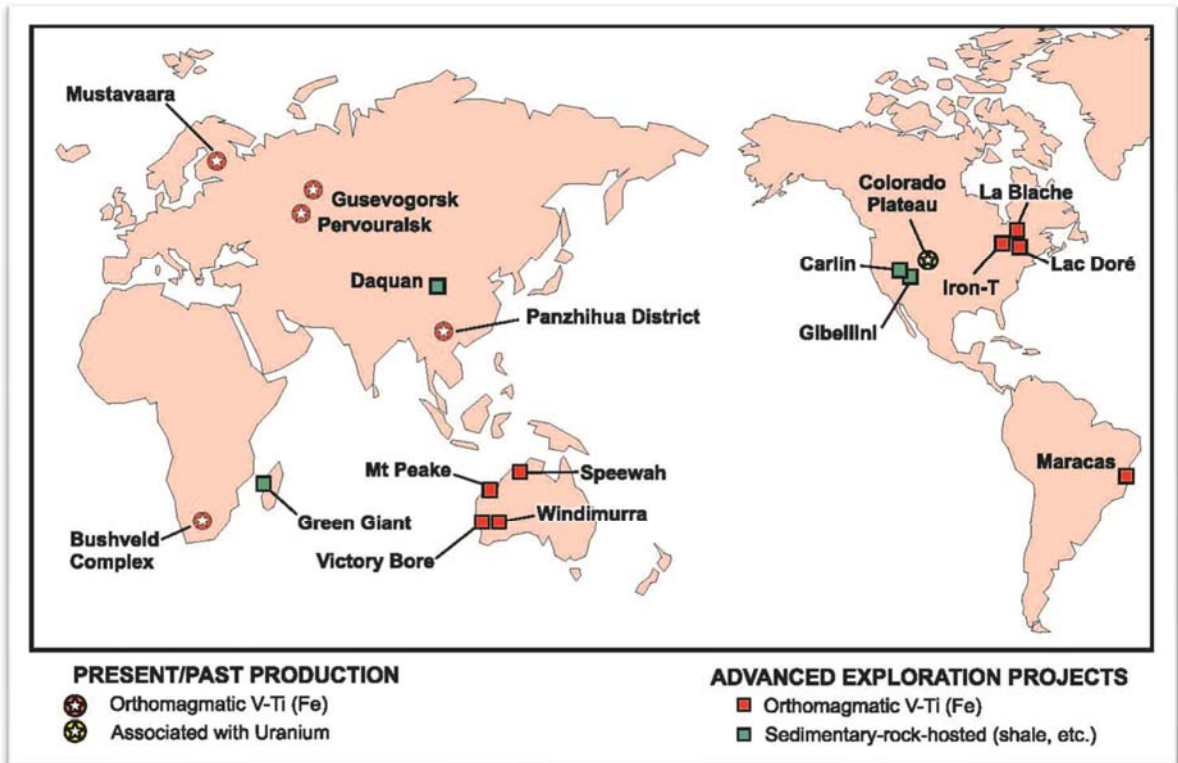 Mustavaara
Gusevogorsk
Pervouralsk
Daquan
Panzhihua District
Colorado
Plateau
La Blache
Carlin
Iron-T
Lac Doré
Gibellini
Mt Peake
Speewah
Maracas
Green Giant
Windimurra
Bushveld
Complex
Victory Bore
PRESENT/PAST PRODUCTION
Orthomagmatic V-Ti (Fe)
Associated with Uranium
ADVANCED EXPLORATION PROJECTS
Orthomagmatic V-Ti (Fe)
Sedimentary-rock-hosted (shale, etc.)